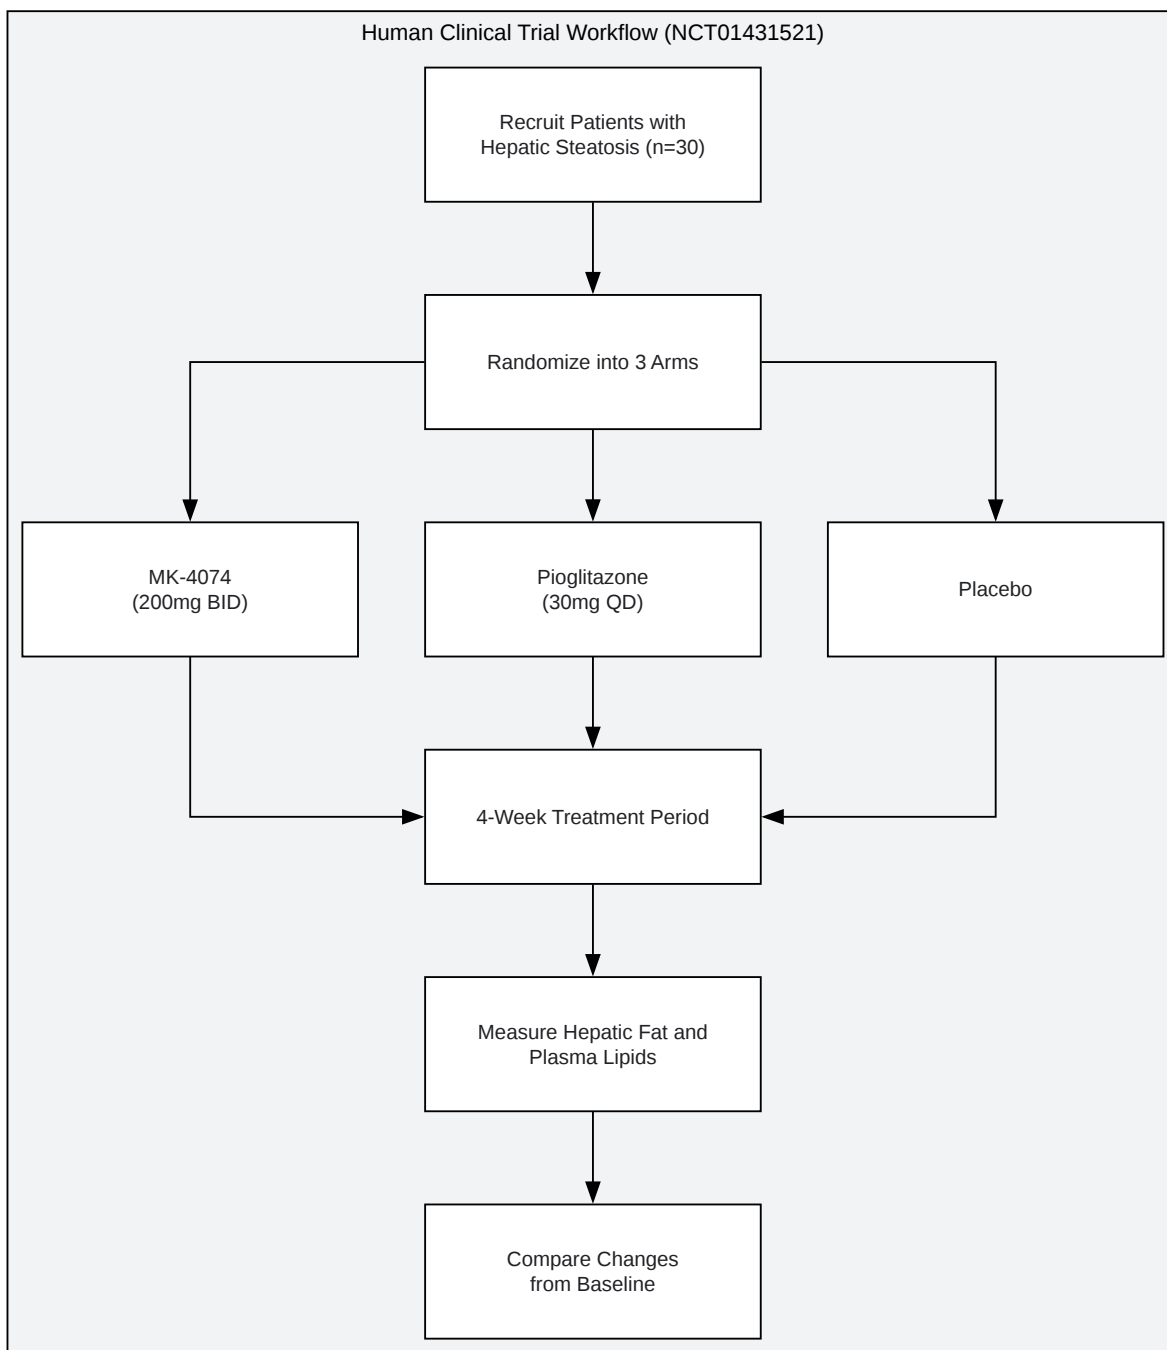 Human Clinical Trial Workflow (NCT01431521)
Recruit Patients with
Hepatic Steatosis (n=30)
Randomize into 3 Arms
MK-4074
(200mg BID)
Pioglitazone
(30mg QD)
Placebo
4-Week Treatment Period
Measure Hepatic Fat and
Plasma Lipids
Compare Changes
from Baseline